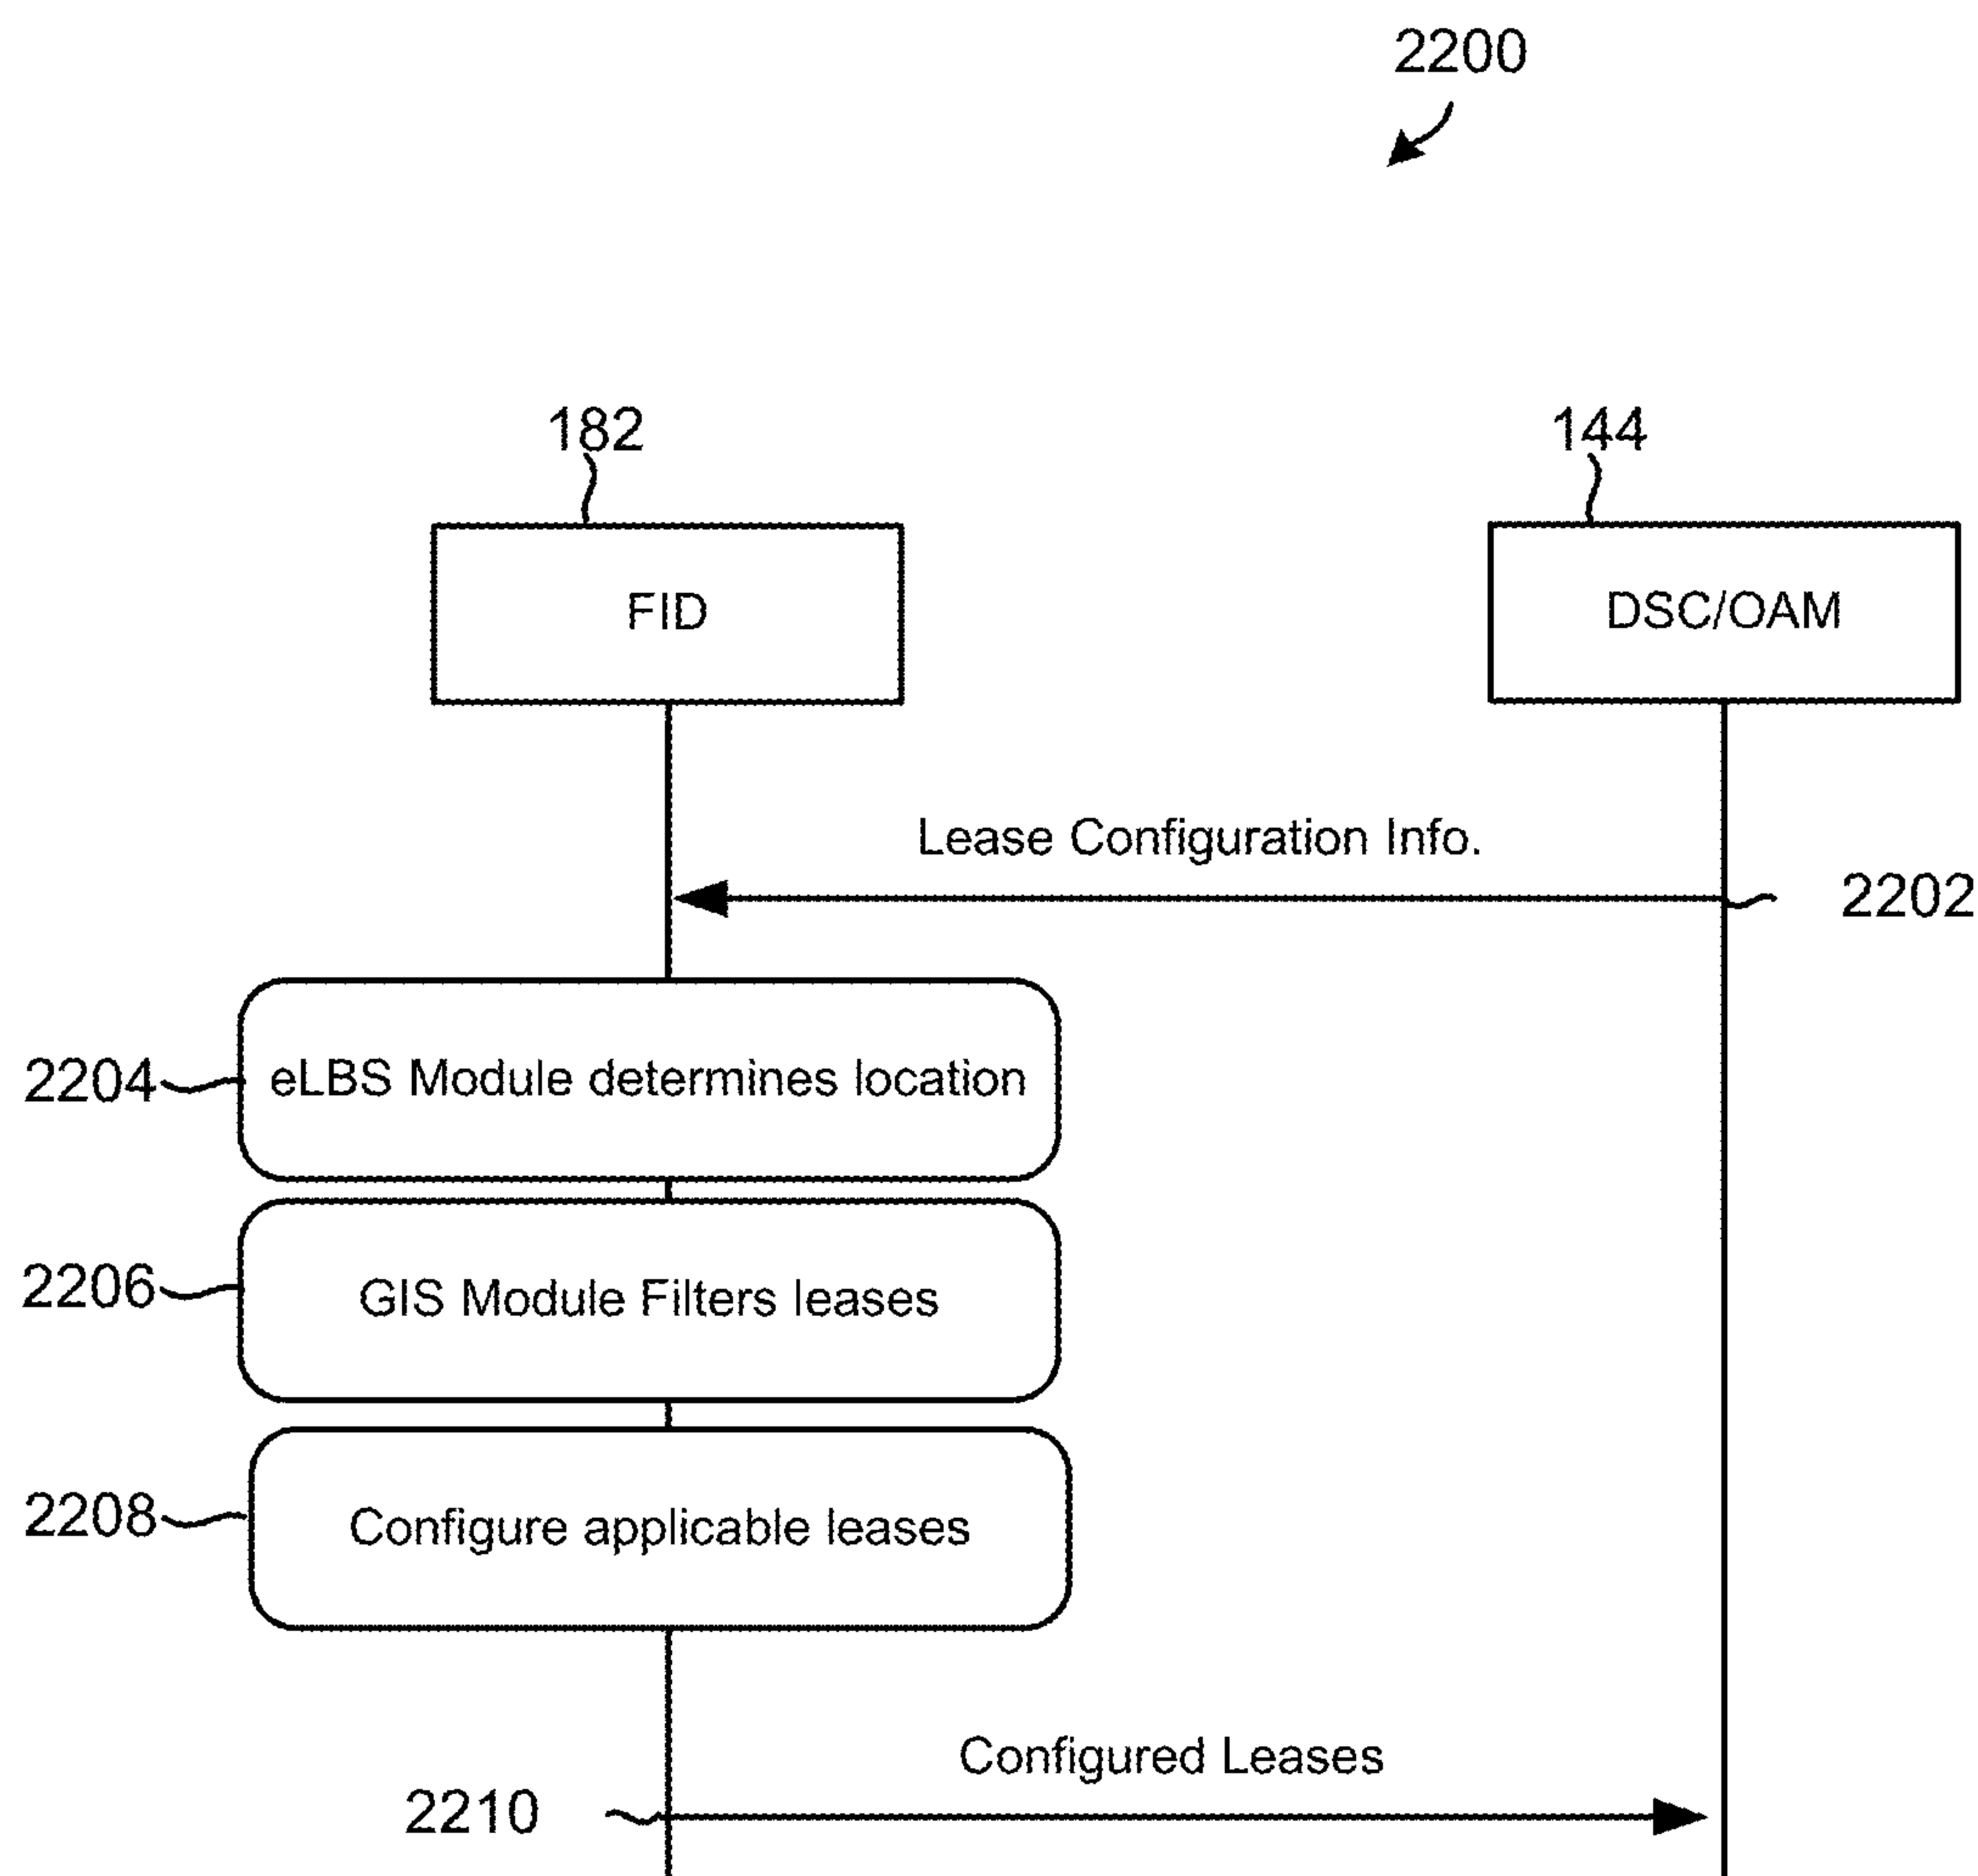 2200
182
144
FID
DSC/OAM
Lease Configuration Info.
2202
2204
eLBS Module determines location
2206
GIS Module Filters leases
2208
Configure applicable leases
Configured Leases
2210